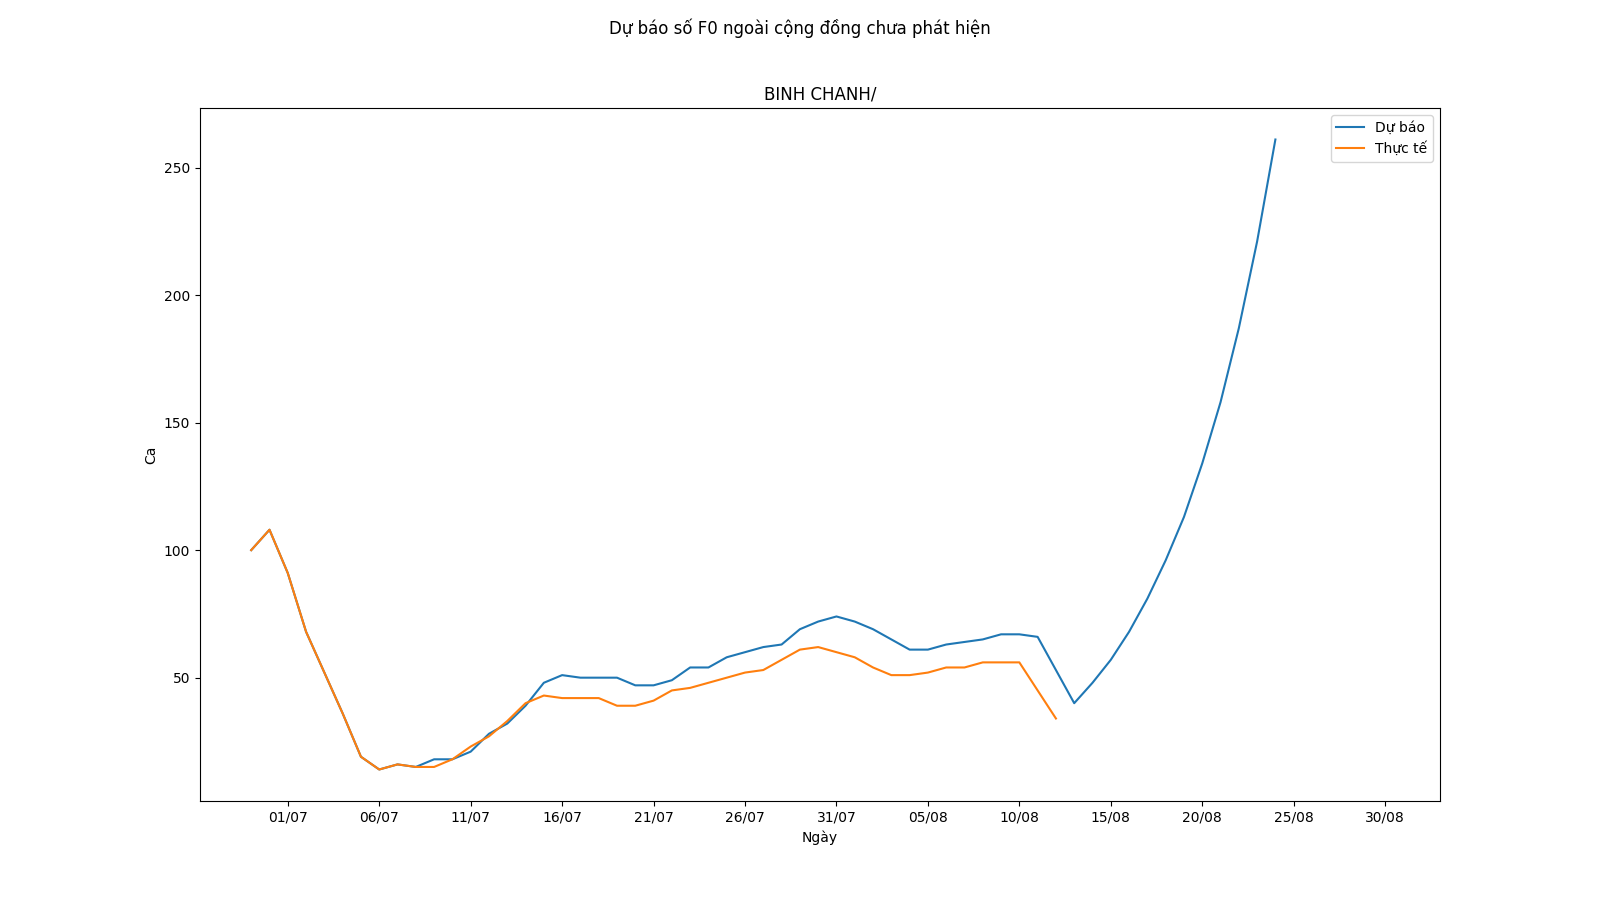 Dự báo số F0 ngoài cộng đồng chưa phát hiện
BINH CHANH/
Dự báo
Thực tế
250
200
150
100
50
Ca
01/07 06/07 11/07 16/07 21/07 26/07 31/07 05/08 10/08 15/08 20/08 25/08 30/08
Ngày